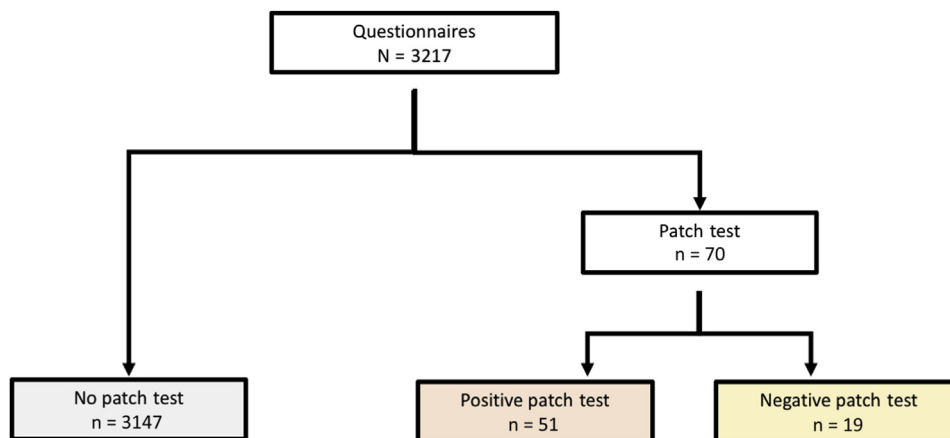 Questionnaires
N = 3217
Patch test
n = 70
No patch test
n = 3147
Positive patch test
n = 51
Negative patch test
n = 19